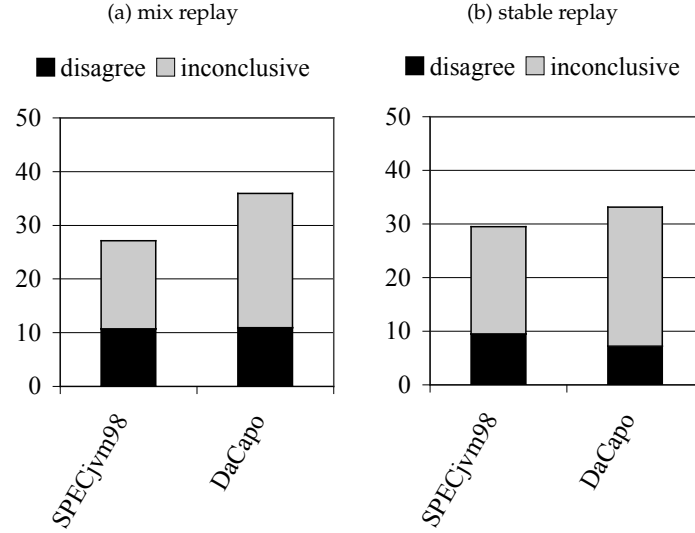 (a) mix replay
disagree inconclusive
50
40
30
20
10
0
SPECjvm98
DaCapo
(b) stable replay
disagree inconclusive
50
40
30
20
10
0
SPECjvm98
DaCapo